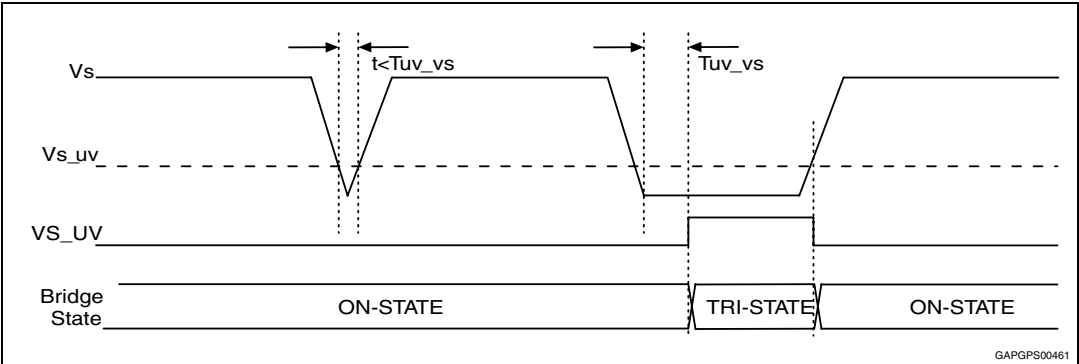 t<Tuv_vs
Tuv_vs
Vs
Vs_uv
VS_UV
Bridge
State
ON-STATE
TRI-STATE
ON-STATE
GAPGPS00461